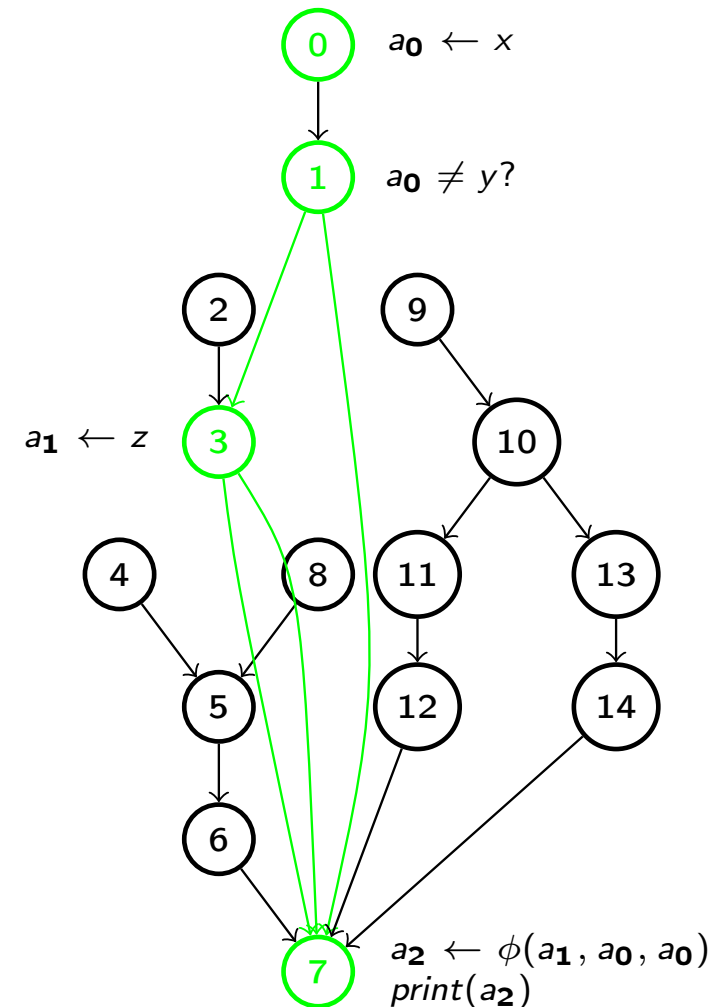 0 a₀ ← x
1 a₀ ≠ y?
2 9
a₁ ← z 3 10
4 8 11 13
5 12 14
6
7 a₂ ← ϕ(a₁, a₀, a₀)
print(a₂)